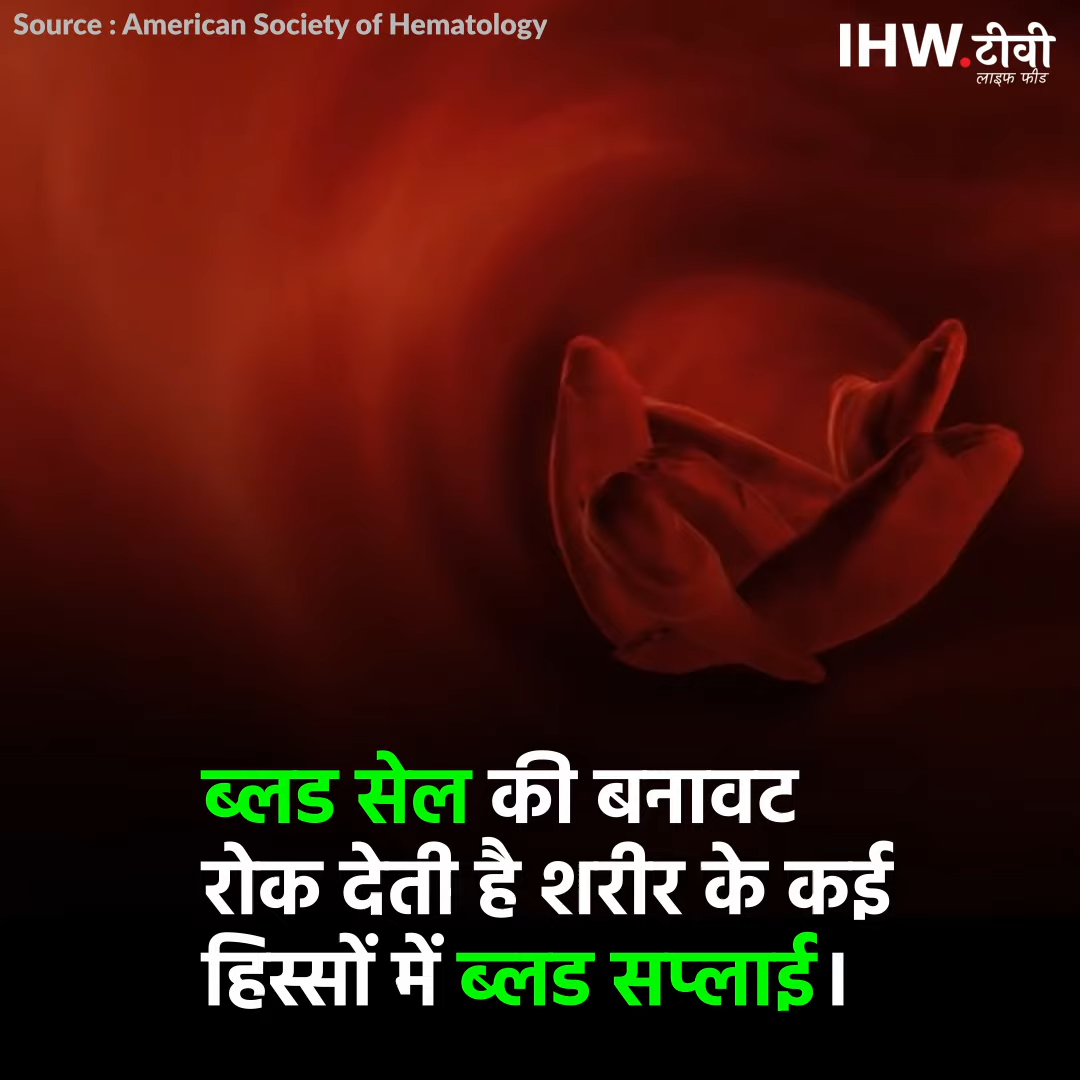 Source : American Society of Hematology
IHW.टीवी
लाइफ फीड
ब्लड सेल की बनावट
रोक देती है शरीर के कई
हिस्सों में ब्लड सप्लाई।